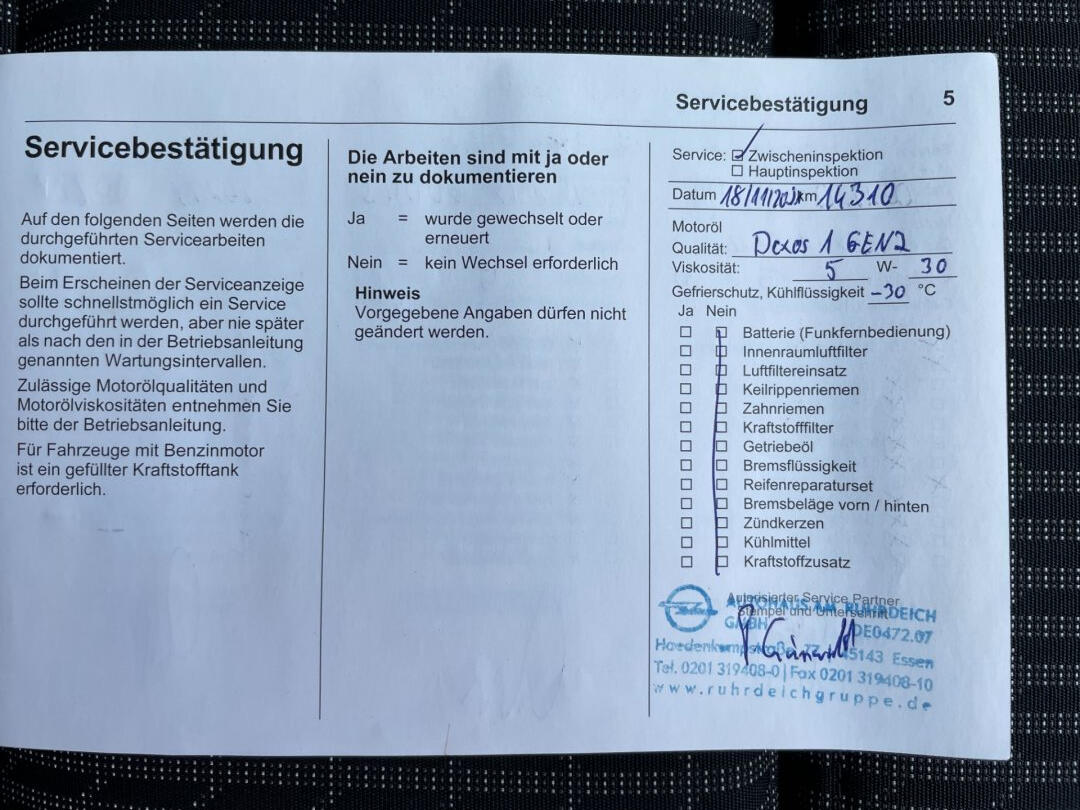 Servicebestätigung 5
Servicebestätigung
Auf den folgenden Seiten werden die
durchgeführten Servicearbeiten
dokumentiert.
Beim Erscheinen der Serviceanzeige
sollte schnellstmöglich ein Service
durchgeführt werden, aber nie später
als nach den in der Betriebsanleitung
genannten Wartungsintervallen.
Zulässige Motorölqualitäten und
Motorölviskositäten entnehmen Sie
bitte der Betriebsanleitung.
Für Fahrzeuge mit Benzinmotor
ist ein gefüllter Kraftstofftank
erforderlich.
Die Arbeiten sind mit ja oder
nein zu dokumentieren
Ja = wurde gewechselt oder
erneuert
Nein = kein Wechsel erforderlich
Hinweis
Vorgegebene Angaben dürfen nicht
geändert werden.
Service: Zwischeninspektion
Hauptinspektion
Datum km 14310
Motoröl
Qualität: Dexos 1 GEN2
Viskosität: 5 W- 30
Gefrierschutz, Kühlflüssigkeit -30 °C
Ja Nein
Batterie (Funkfernbedienung)
Innenraumluftfilter
Luftfiltereinsatz
Keilrippenriemen
Zahnriemen
Kraftstofffilter
Getriebeöl
Bremsflüssigkeit
Reifenreparaturset
Bremsbeläge vorn / hinten
Zündkerzen
Kühlmittel
Kraftstoffzusatz
Autorisierter Service Partner
Stempel und Unterschrift
AUTOHAUS AM RUHRDEICH
GMBH DE0472.07
45143 Essen
Tel. 0201 319408-0 | Fax 0201 319408-10
www.ruhrdeichgruppe.de